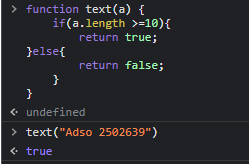 > function text(a) {
if(a.length >=10){
return true;
}else{
return false;
}
}
undefined
> text("Adso 2502639")
true